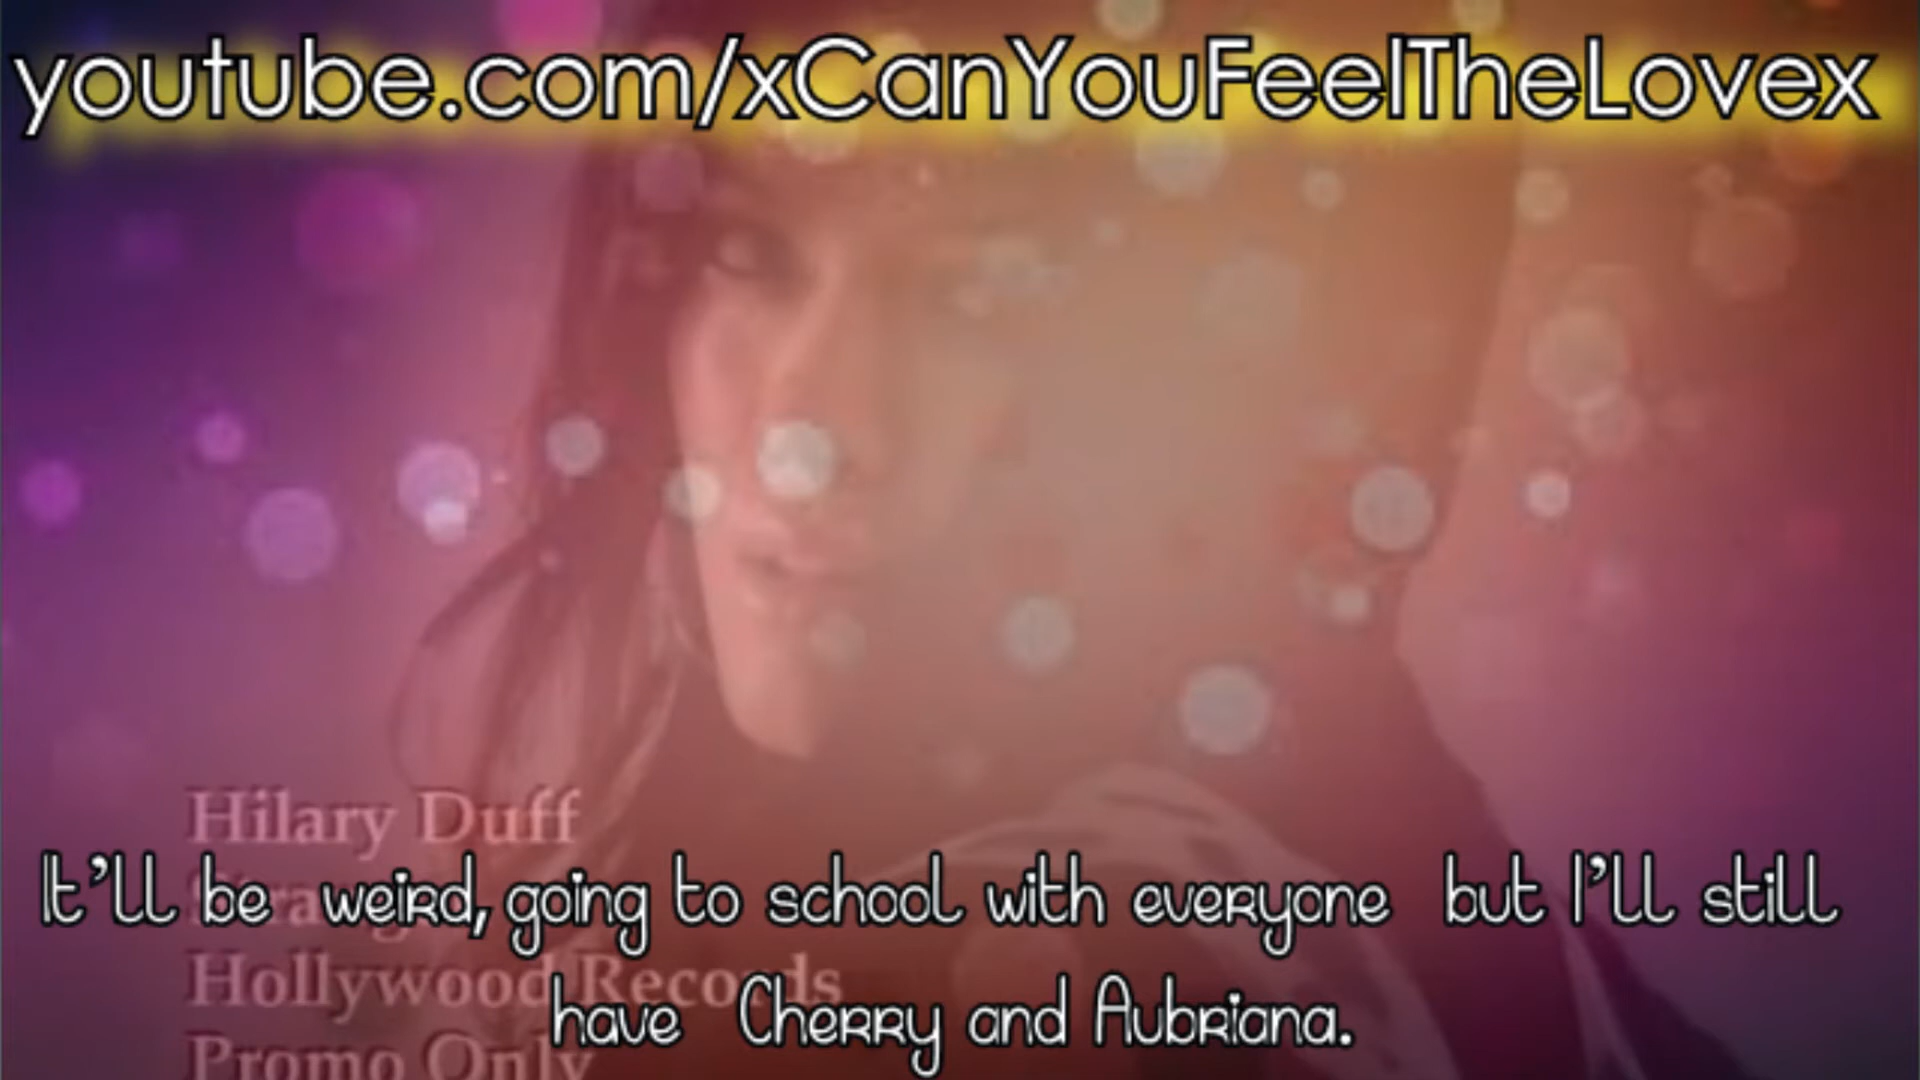 youtube.com/xCanYouFeelTheLovex
Hilary Duff
It'll be weird, going to school with everyone but I'll still
Hollywood Records
have Cherry and Aubriana.
Promo Only